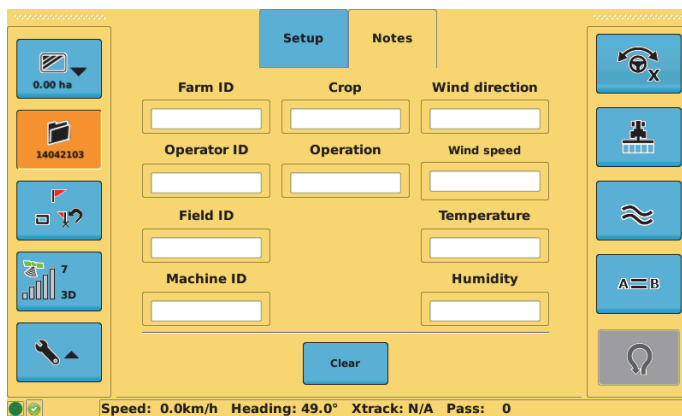 Setup Notes
0.00 ha
Farm ID Crop Wind direction
14042103
Operator ID Operation Wind speed
X
Field ID Temperature
7
3D
Machine ID Humidity
A B
Clear
Speed: 0.0km/h Heading: 49.0° Xtrack: N/A Pass: 0